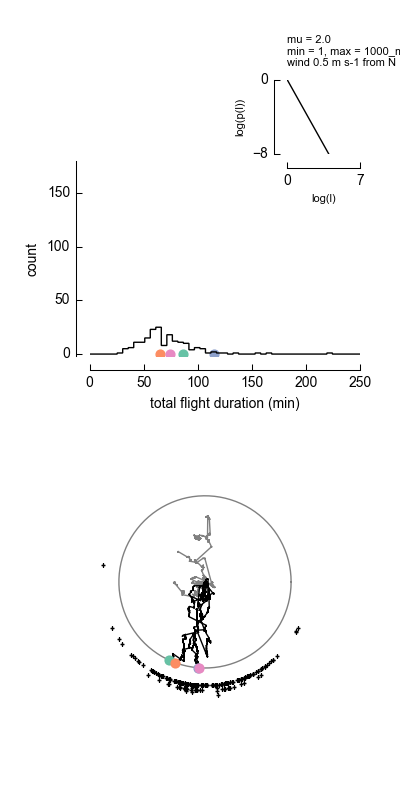 mu = 2.0
min = 1, max = 1000_m
wind 0.5 m s-1 from N
0
log(p(l))
−8
0 7
log(l)
150
100
count
50
0
0 50 100 150 200 250
total flight duration (min)